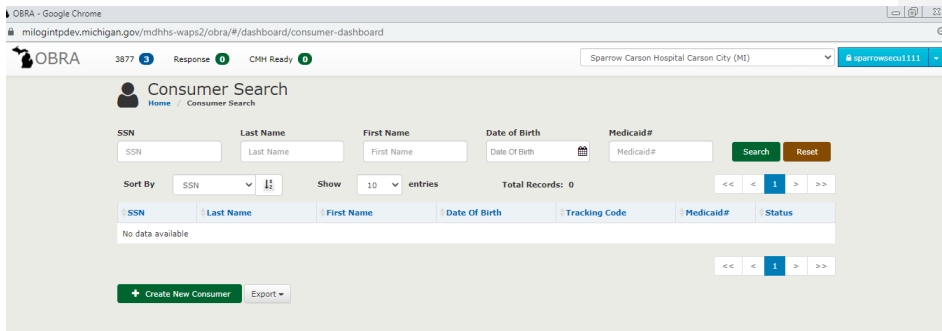 OBRA - Google Chrome
milogintpdev.michigan.gov/mdhhs-waps2/obra/#/dashboard/consumer-dashboard
OBRA 3877 3 Response 0 CMH Ready 0 Sparrow Carson Hospital Carson City (MI) sparrowsecu1111
Consumer Search
Home / Consumer Search
SSN Last Name First Name Date of Birth Medicaid#
SSN Last Name First Name Date Of Birth Medicaid# Search Reset
Sort By SSN Show 10 entries Total Records: 0 << < 1 > >>
SSN Last Name First Name Date Of Birth Tracking Code Medicaid# Status
No data available
<< < 1 > >>
+ Create New Consumer Export